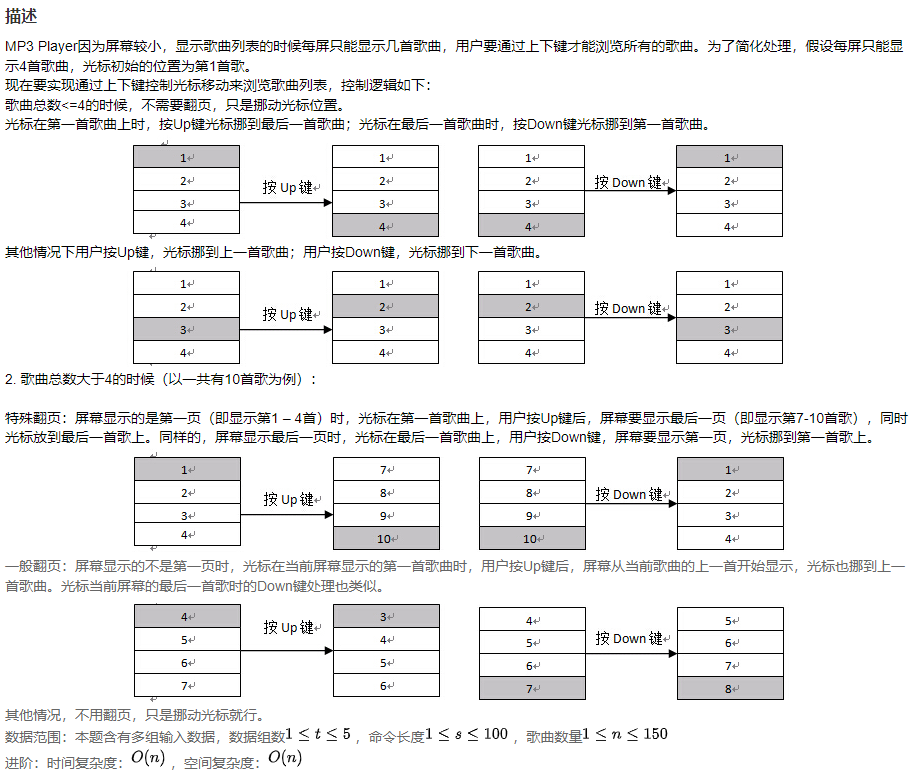 描述
MP3 Player因为屏幕较小，显示歌曲列表的时候每屏只能显示几首歌曲，用户要通过上下键才能浏览所有的歌曲。为了简化处理，假设每屏只能显
示4首歌曲，光标初始的位置为第1首歌。
现在要实现通过上下键控制光标移动来浏览歌曲列表，控制逻辑如下：
歌曲总数<=4的时候，不需要翻页，只是挪动光标位置。
光标在第一首歌曲上时，按Up键光标挪到最后一首歌曲；光标在最后一首歌曲时，按Down键光标挪到第一首歌曲。
1 1 1 1
2 按 Up 键 2 2 按 Down 键 2
3 3 3 3
4 4 4 4
其他情况下用户按Up键，光标挪到上一首歌曲；用户按Down键，光标挪到下一首歌曲。
1 1 1 1
2 按 Up 键 2 2 按 Down 键 2
3 3 3 3
4 4 4 4
2. 歌曲总数大于4的时候（以一共有10首歌为例）：
特殊翻页：屏幕显示的是第一页（即显示第1 – 4首）时，光标在第一首歌曲上，用户按Up键后，屏幕要显示最后一页（即显示第7-10首歌），同时
光标放到最后一首歌上。同样的，屏幕显示最后一页时，光标在最后一首歌曲上，用户按Down键，屏幕要显示第一页，光标挪到第一首歌上。
1 7 7 1
2 按 Up 键 8 8 按 Down 键 2
3 9 9 3
4 10 10 4
一般翻页：屏幕显示的不是第一页时，光标在当前屏幕显示的第一首歌曲时，用户按Up键后，屏幕从当前歌曲的上一首开始显示，光标也挪到上一
首歌曲。光标当前屏幕的最后一首歌时的Down键处理也类似。
4 3 4 5
5 按 Up 键 4 5 按 Down 键 6
6 5 6 7
7 6 7 8
其他情况，不用翻页，只是挪动光标就行。
数据范围：本题含有多组输入数据，数据组数1 ≤ t ≤ 5 ，命令长度1 ≤ s ≤ 100 ，歌曲数量1 ≤ n ≤ 150
进阶：时间复杂度：O(n) ，空间复杂度：O(n)